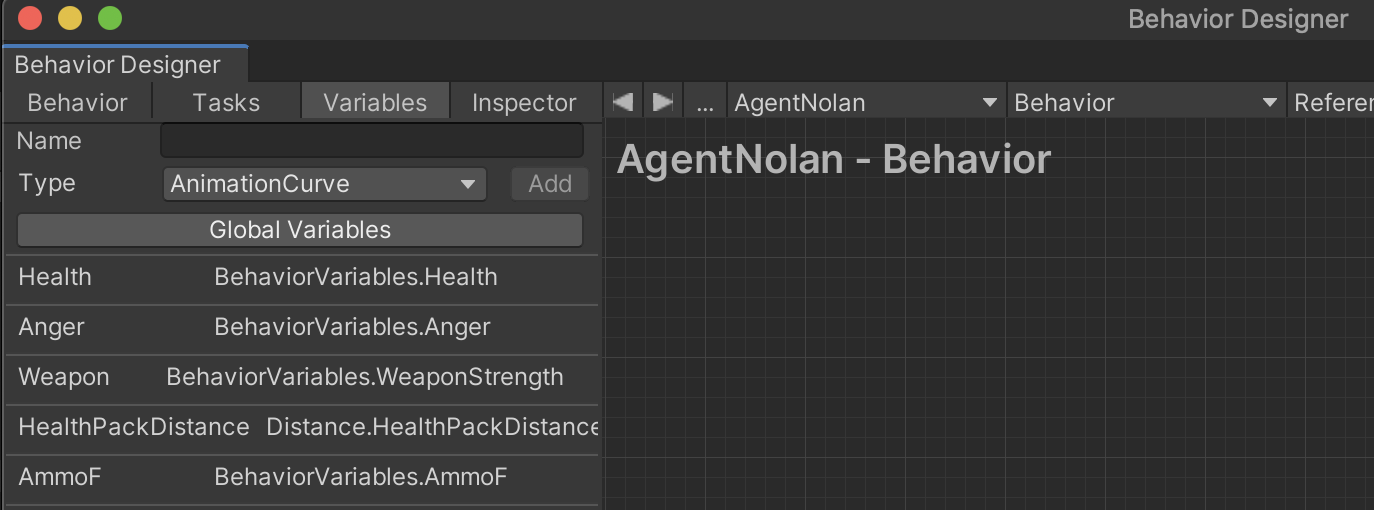 Behavior Designer
Behavior Designer
Behavior Tasks Variables Inspector ... AgentNolan Behavior Referen
Name
Type AnimationCurve Add
Global Variables
AgentNolan - Behavior
Health BehaviorVariables.Health
Anger BehaviorVariables.Anger
Weapon BehaviorVariables.WeaponStrength
HealthPackDistance Distance.HealthPackDistance
AmmoF BehaviorVariables.AmmoF